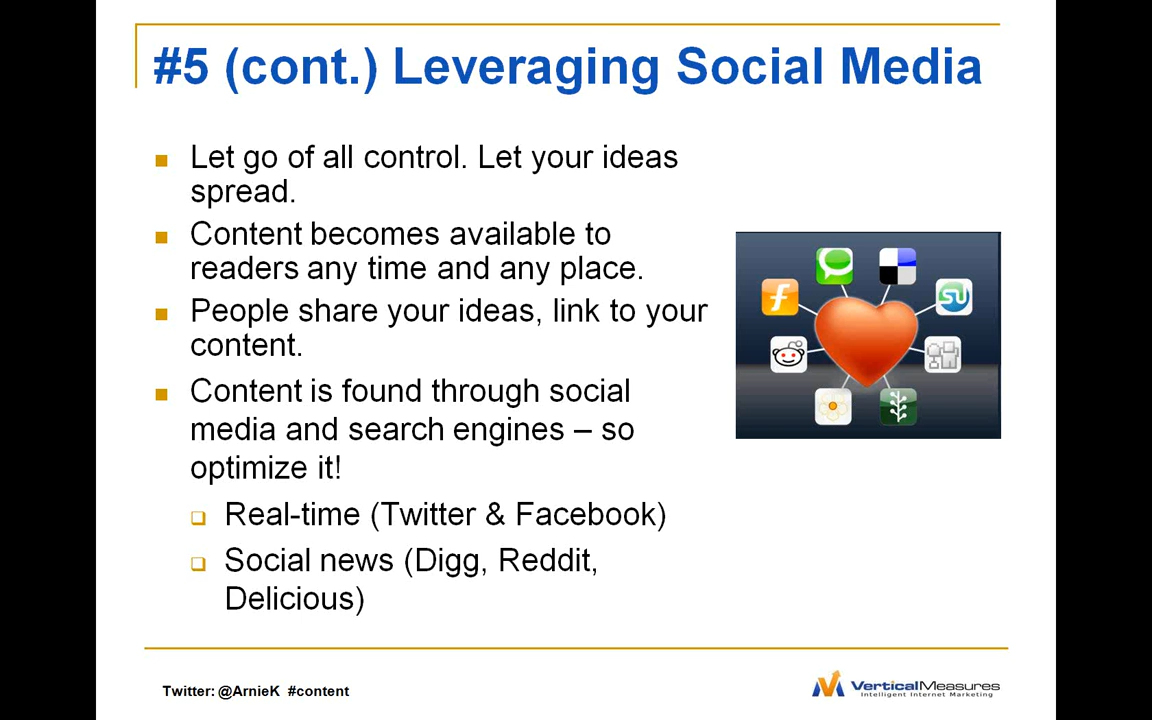 #5 (cont.) Leveraging Social Media
Let go of all control. Let your ideas
spread.
Content becomes available to
readers any time and any place.
People share your ideas, link to your
content.
Content is found through social
media and search engines – so
optimize it!
Real-time (Twitter & Facebook)
Social news (Digg, Reddit,
Delicious)
f
SU
Twitter: @ArnieK #content
VerticalMeasures
Intelligent Internet Marketing